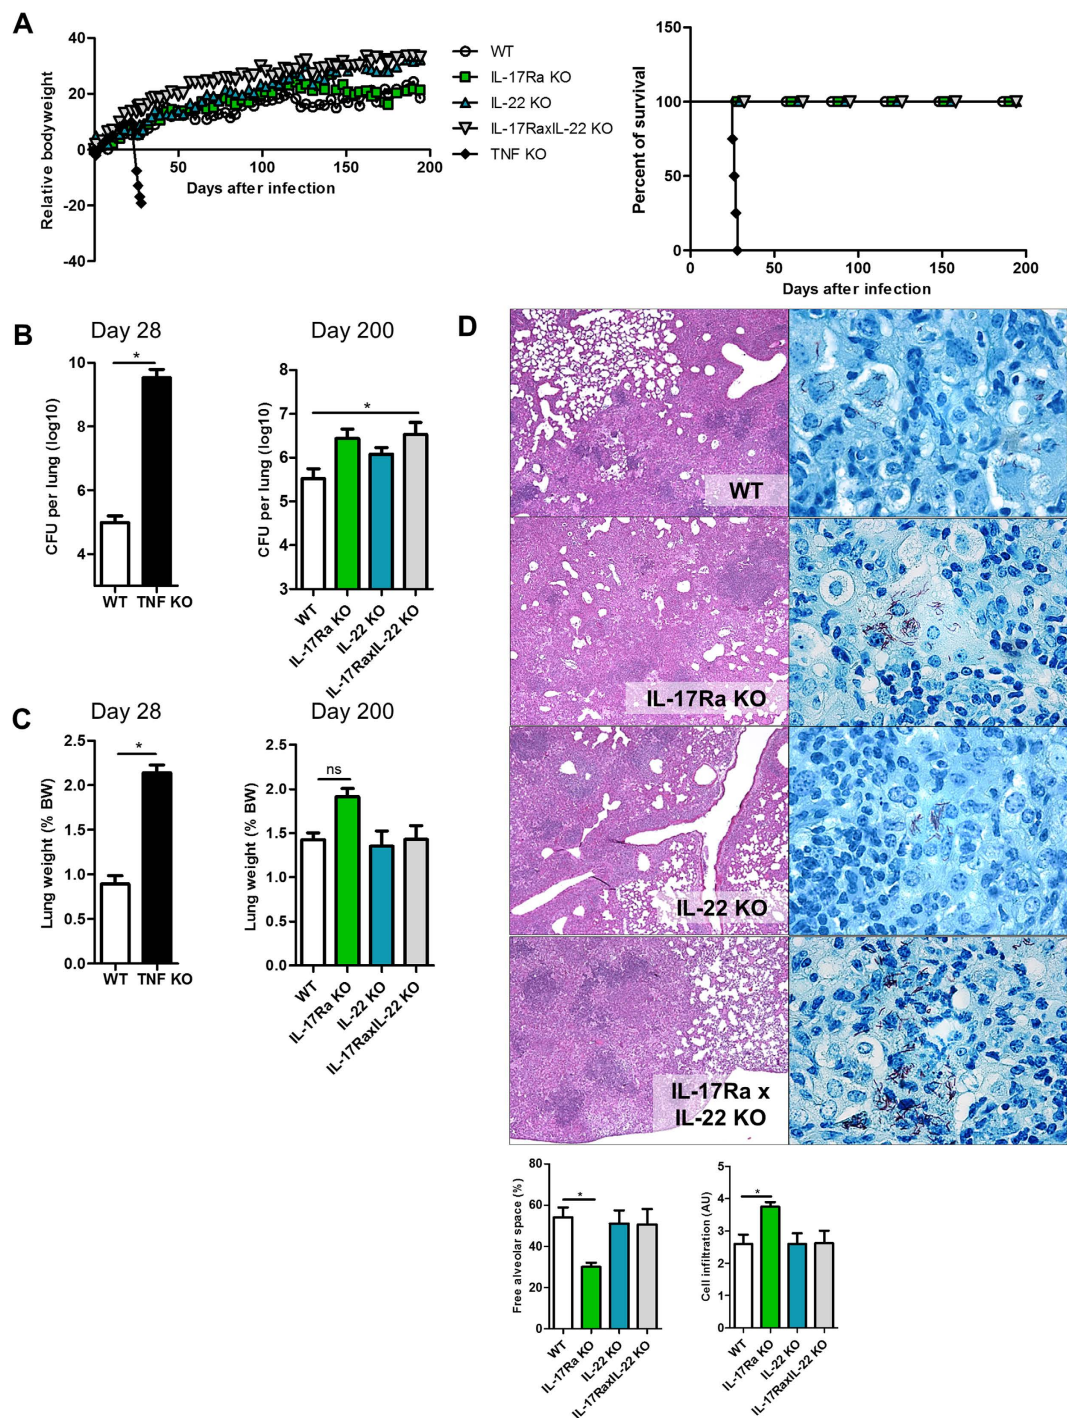 A
40
20
0
-20
-40
Relative bodyweight
50
100
150
200
Days after infection
WT
IL-17Ra KO
IL-22 KO
IL-17RaxIL-22 KO
TNF KO
150
100
50
0
Percent of survival
0
50
100
150
200
Days after infection
B
Day 28
10
8
6
4
CFU per lung (log10)
*
WT
TNF KO
Day 200
8
7
6
5
4
3
CFU per lung (log10)
*
WT
IL-17Ra KO
IL-22 KO
IL-17RaxIL-22 KO
C
Day 28
2.5
2.0
1.5
1.0
0.5
0.0
Lung weight (% BW)
*
WT
TNF KO
Day 200
2.5
2.0
1.5
1.0
0.5
0.0
Lung weight (% BW)
ns
WT
IL-17Ra KO
IL-22 KO
IL-17RaxIL-22 KO
D
WT
IL-17Ra KO
IL-22 KO
IL-17Ra x
IL-22 KO
80
60
40
20
0
Free alveolar space (%)
*
WT
IL-17Ra KO
IL-22 KO
IL-17RaxIL-22 KO
5
4
3
2
1
0
Cell infiltration (AU)
*
WT
IL-17Ra KO
IL-22 KO
IL-17RaxIL-22 KO